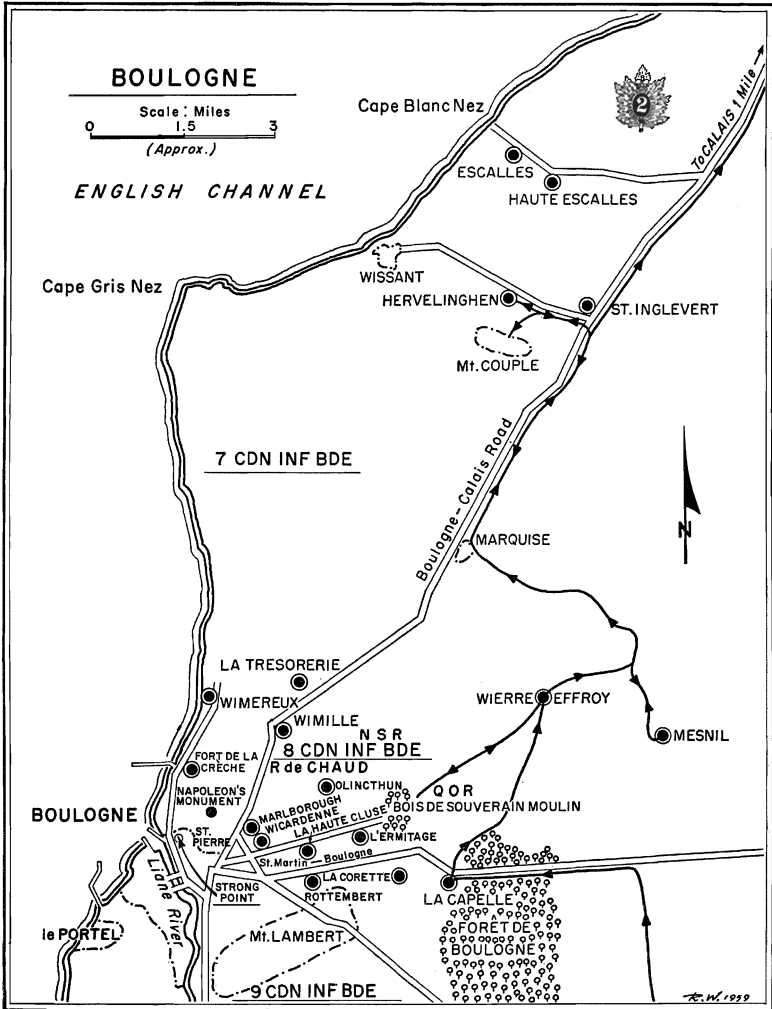 BOULOGNE
Scale: Miles
0 1.5 3
(Approx.)
ENGLISH CHANNEL
Cape Blanc Nez
2
To CALAIS 1 Mile
ESCALLES
HAUTE ESCALLES
WISSANT
Cape Gris Nez
HERVELINGHEN
ST. INGLEVERT
Mt. COUPLE
7 CDN INF BDE
Boulogne-Calais Road
N
MARQUISE
LA TRESORERIE
WIMEREUX
WIERRE EFFROY
WIMILLE
NSR
MESNIL
8 CDN INF BDE
FORT DE LA
CRÈCHE
R de CHAUD
OLINCTHUN
NAPOLEON'S
MONUMENT
QOR
BOIS DE SOUVERAIN MOULIN
BOULOGNE
MARLBOROUGH
WICARDENNE
LA HAUTE CLUSE
ST.
PIERRE
L'ERMITAGE
St. Martin-Boulogne
Liane River
STRONG
POINT
LA CORETTE
ROTTEMBERT
LA CAPELLE
le PORTEL
Mt. LAMBERT
FORÊT DE
BOULOGNE
9 CDN INF BDE
R.W. 1959